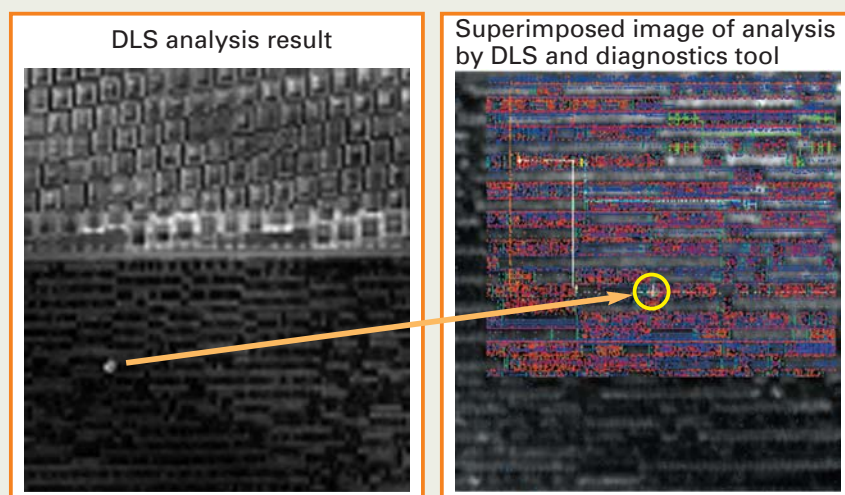 DLS analysis result
Superimposed image of analysis
by DLS and diagnostics tool